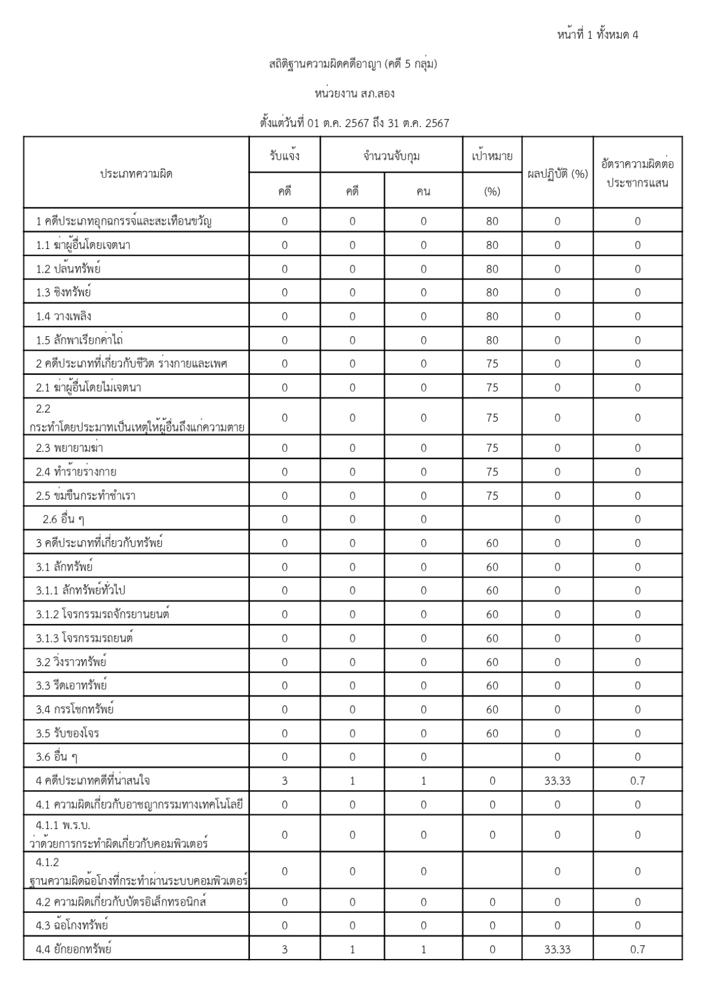 หน้าที่ 1 ทั้งหมด 4
สถิติฐานความผิดคดีอาญา (คดี 5 กลุ่ม)
หน่วยงาน สภ.สอง
ตั้งแต่วันที่ 01 ต.ค. 2567 ถึง 31 ต.ค. 2567
ประเภทความผิด รับแจ้ง จำนวนจับกุม เป้าหมาย ผลปฏิบัติ (%) อัตราความผิดต่อ
ประชากรแสน
คดี คดี คน (%)
1 คดีประเภทอุกฉกรรจ์และสะเทือนขวัญ 0 0 0 80 0 0
1.1 ฆ่าผู้อื่นโดยเจตนา 0 0 0 80 0 0
1.2 ปล้นทรัพย์ 0 0 0 80 0 0
1.3 ชิงทรัพย์ 0 0 0 80 0 0
1.4 วางเพลิง 0 0 0 80 0 0
1.5 ลักพาเรียกค่าไถ่ 0 0 0 80 0 0
2 คดีประเภทที่เกี่ยวกับชีวิต ร่างกายและเพศ 0 0 0 75 0 0
2.1 ฆ่าผู้อื่นโดยไม่เจตนา 0 0 0 75 0 0
2.2
กระทำโดยประมาทเป็นเหตุให้ผู้อื่นถึงแก่ความตาย 0 0 0 75 0 0
2.3 พยายามฆ่า 0 0 0 75 0 0
2.4 ทำร้ายร่างกาย 0 0 0 75 0 0
2.5 ข่มขืนกระทำชำเรา 0 0 0 75 0 0
2.6 อื่น ๆ 0 0 0 0 0
3 คดีประเภทที่เกี่ยวกับทรัพย์ 0 0 0 60 0 0
3.1 ลักทรัพย์ 0 0 0 60 0 0
3.1.1 ลักทรัพย์ทั่วไป 0 0 0 60 0 0
3.1.2 โจรกรรมรถจักรยานยนต์ 0 0 0 60 0 0
3.1.3 โจรกรรมรถยนต์ 0 0 0 60 0 0
3.2 วิ่งราวทรัพย์ 0 0 0 60 0 0
3.3 รีดเอาทรัพย์ 0 0 0 60 0 0
3.4 กรรโชกทรัพย์ 0 0 0 60 0 0
3.5 รับของโจร 0 0 0 60 0 0
3.6 อื่น ๆ 0 0 0 0 0
4 คดีประเภทคดีที่น่าสนใจ 3 1 1 0 33.33 0.7
4.1 ความผิดเกี่ยวกับอาชญากรรมทางเทคโนโลยี 0 0 0 0 0 0
4.1.1 พ.ร.บ.
ว่าด้วยการกระทำผิดเกี่ยวกับคอมพิวเตอร์ 0 0 0 0 0 0
4.1.2
ฐานความผิดฉ้อโกงที่กระทำผ่านระบบคอมพิวเตอร์ 0 0 0 0 0
4.2 ความผิดเกี่ยวกับบัตรอิเล็กทรอนิกส์ 0 0 0 0 0 0
4.3 ฉ้อโกงทรัพย์ 0 0 0 0 0 0
4.4 ยักยอกทรัพย์ 3 1 1 0 33.33 0.7